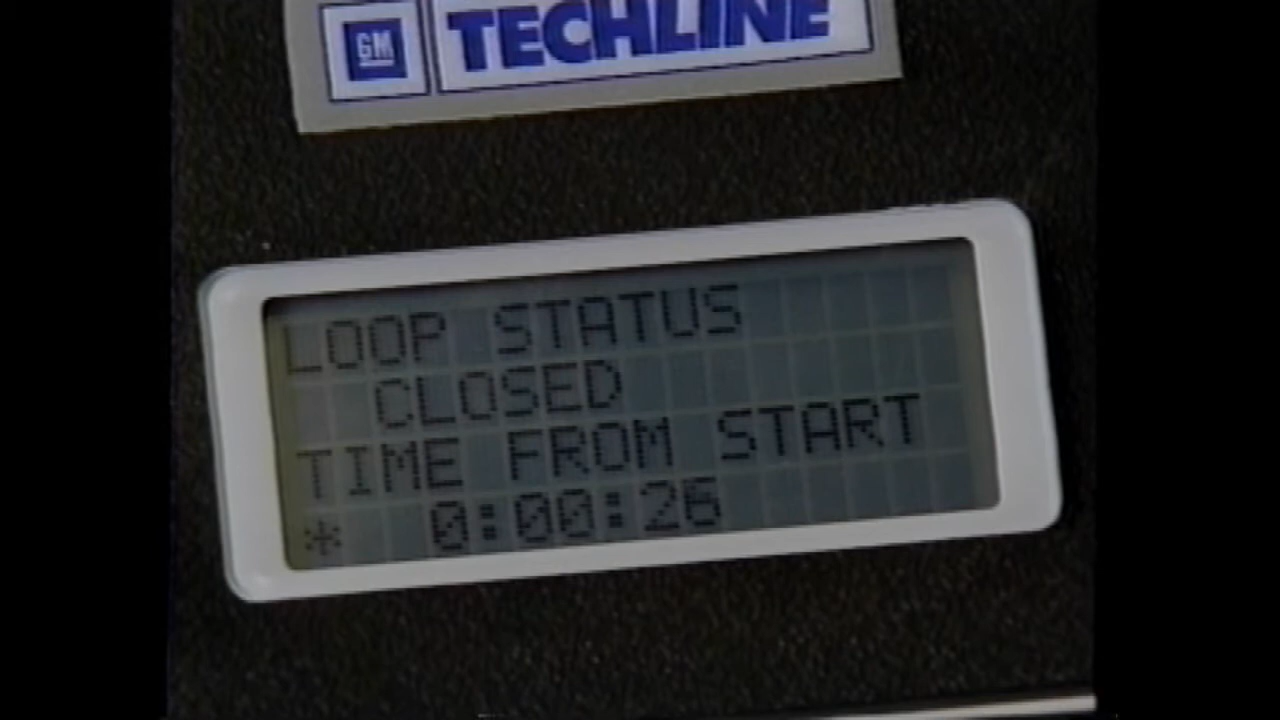 GM TECHLINE
LOOP STATUS
CLOSED
TIME FROM START
* 0:00:26